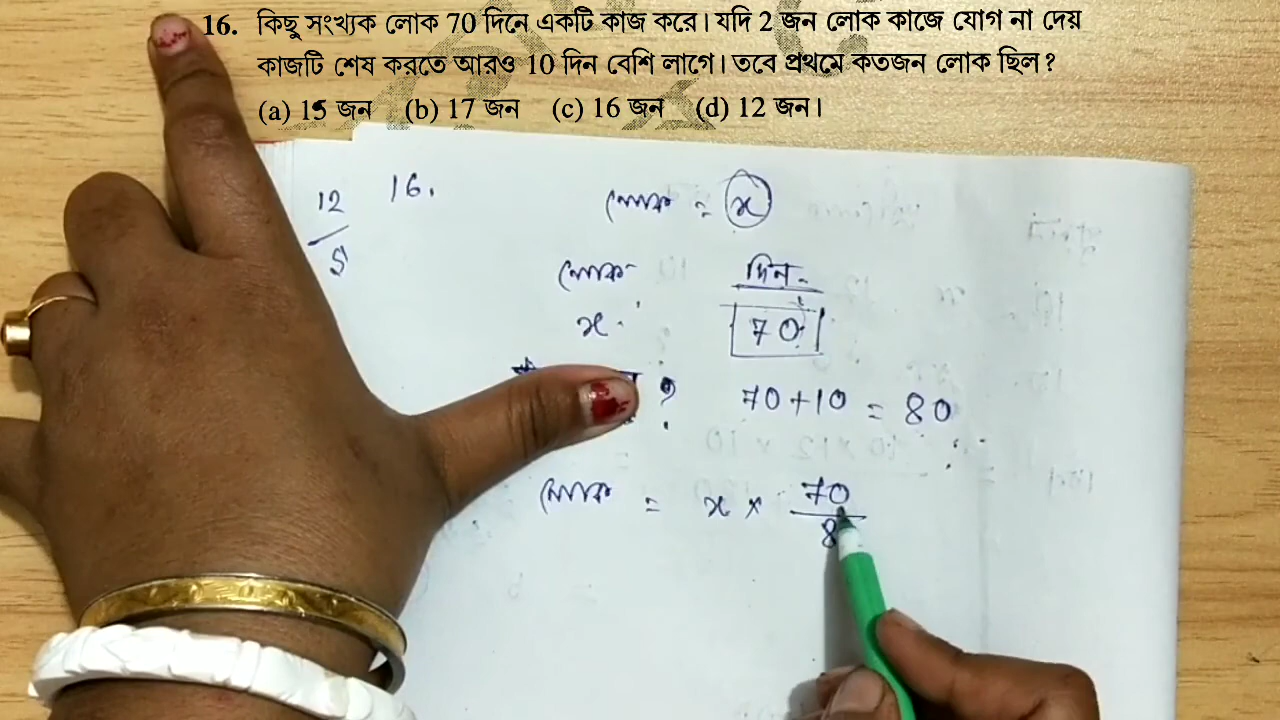 16. কিছু সংখ্যক লোক 70 দিনে একটি কাজ করে। যদি 2 জন লোক কাজে যোগ না দেয়
কাজটি শেষ করতে আরও 10 দিন বেশি লাগে। তবে প্রথমে কতজন লোক ছিল?
(a) 15 জন (b) 17 জন (c) 16 জন (d) 12 জন।
12 16. লোক = x
5
লোক দিন
x 70
? 70+10 = 80
লোক = x × 70
8